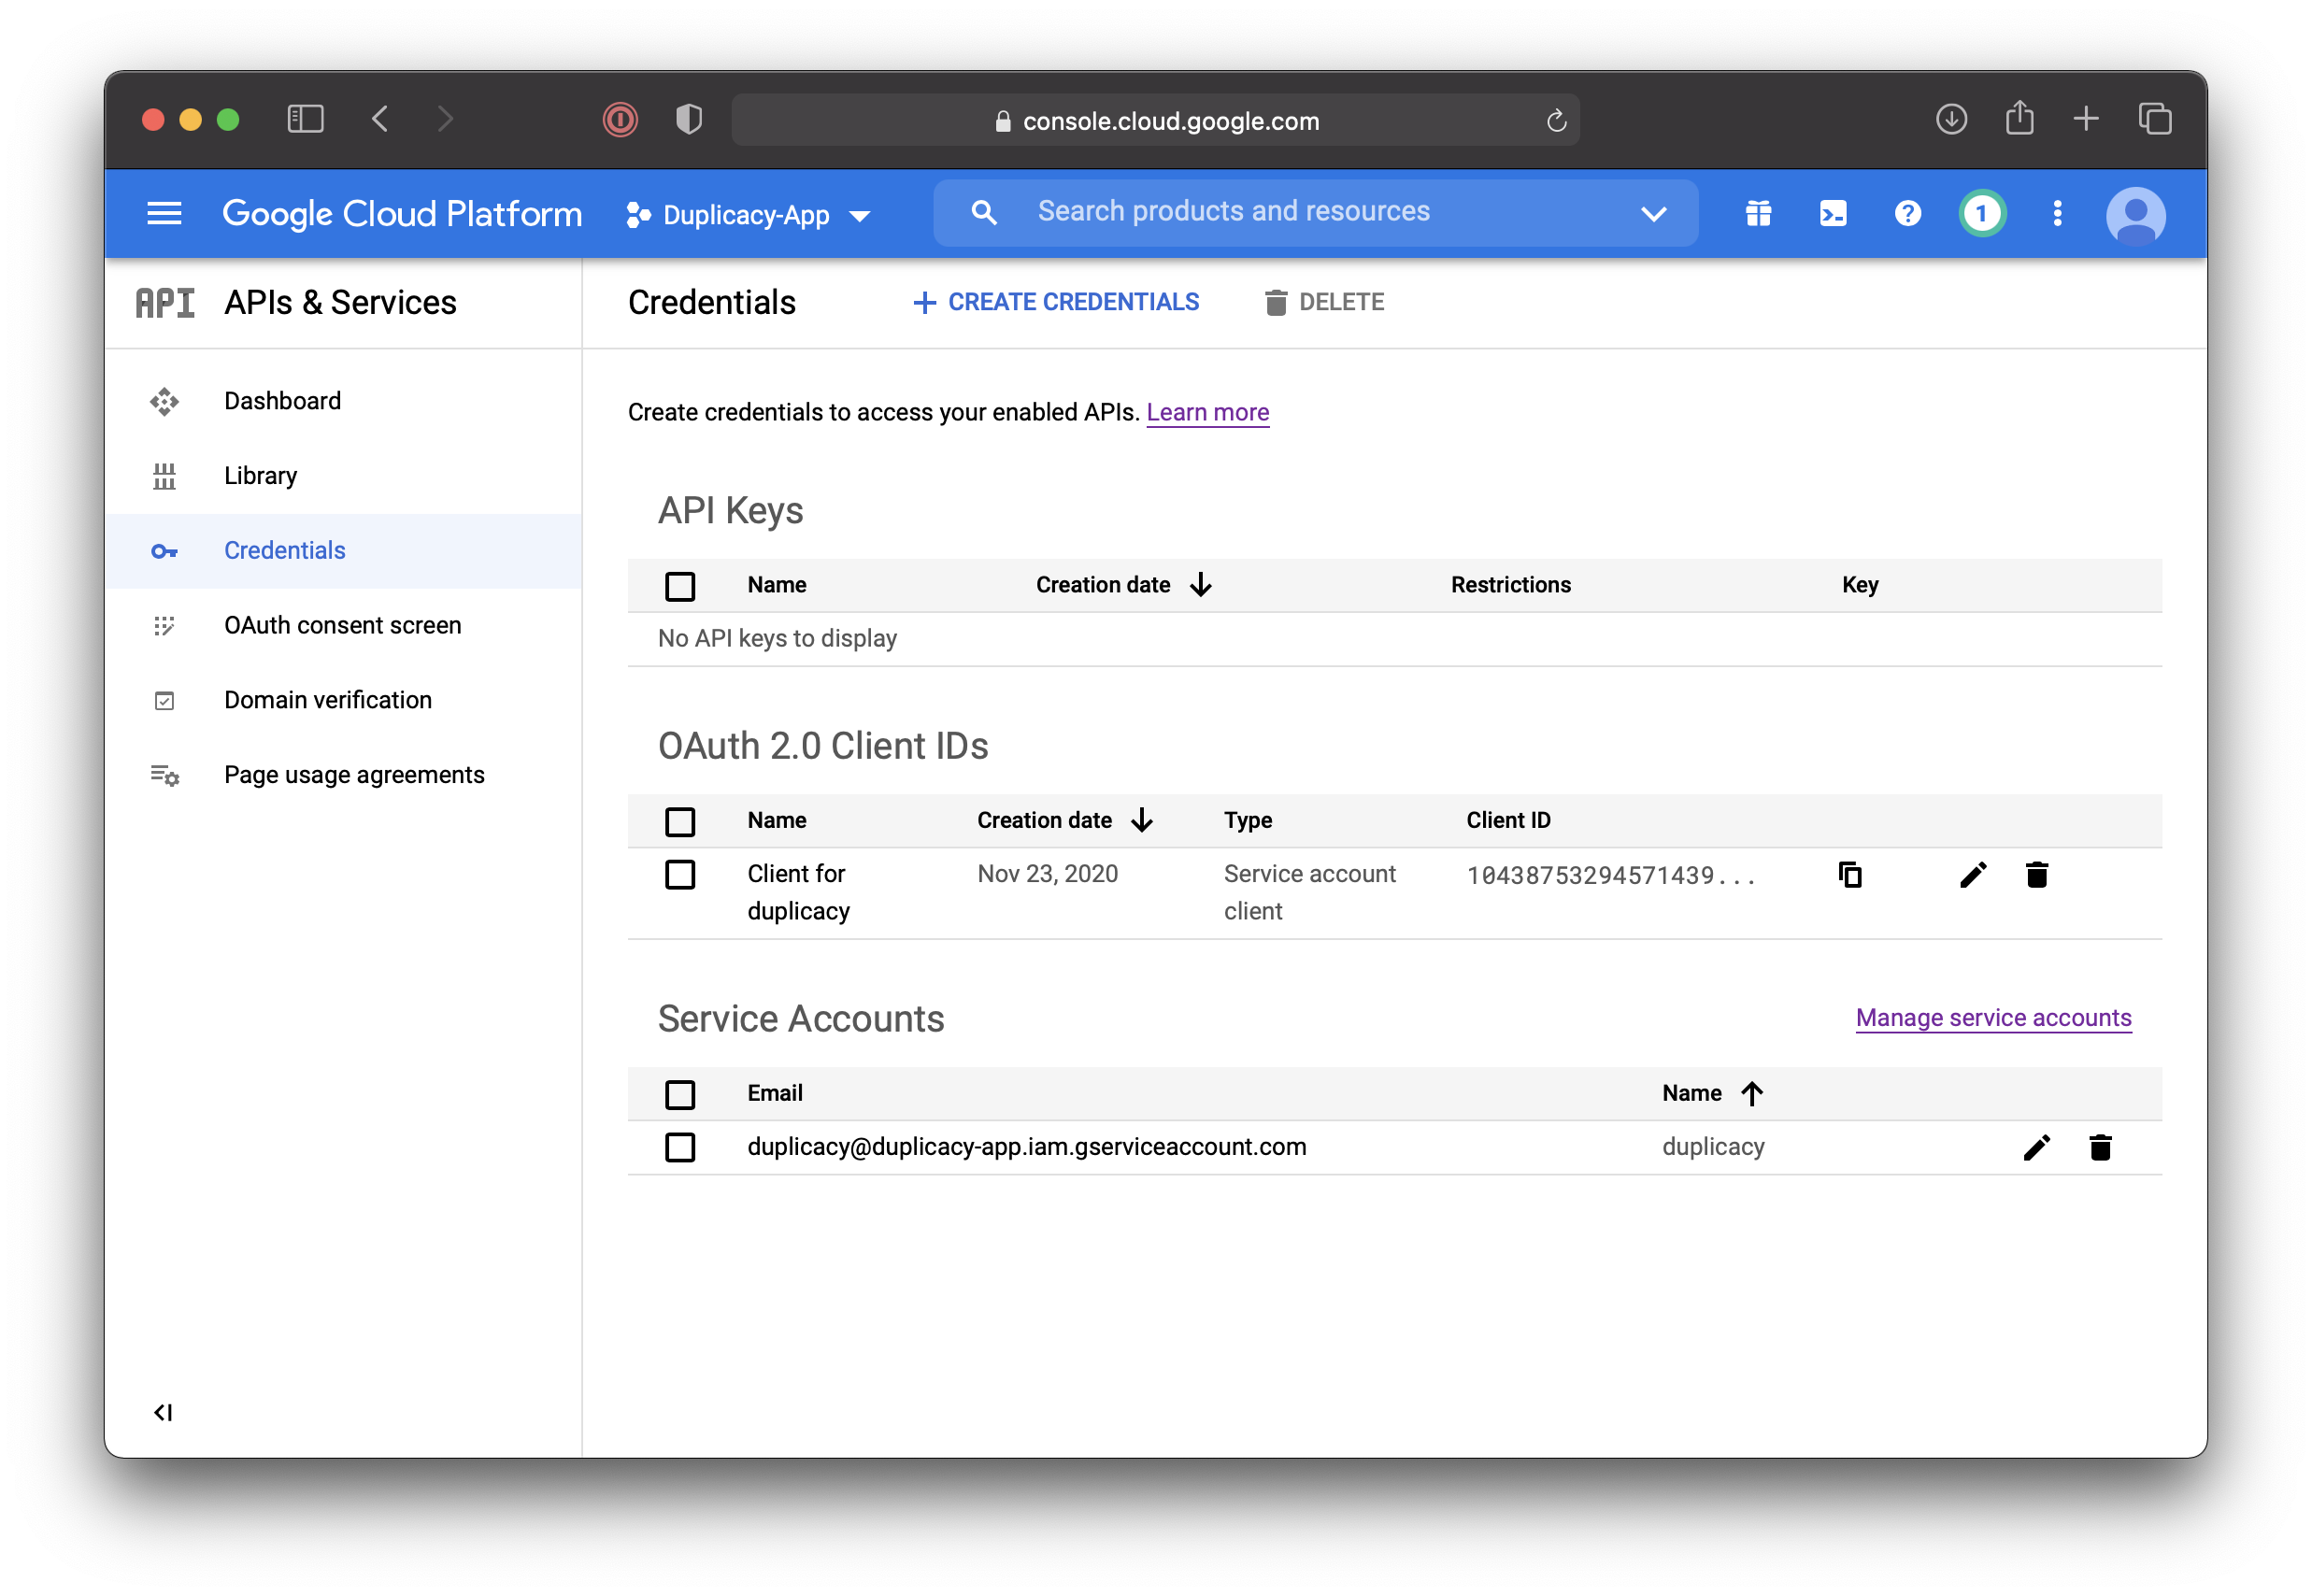 console.cloud.google.com
Google Cloud Platform
Duplicacy-App
Search products and resources
1
API
APIs & Services
Credentials
CREATE CREDENTIALS
DELETE
Dashboard
Library
Credentials
OAuth consent screen
Domain verification
Page usage agreements
Create credentials to access your enabled APIs. Learn more
API Keys
Name Creation date Restrictions Key
No API keys to display
OAuth 2.0 Client IDs
Name Creation date Type Client ID
Client for duplicacy Nov 23, 2020 Service account client 10438753294571439...
Service Accounts
Manage service accounts
Email Name
duplicacy@duplicacy-app.iam.gserviceaccount.com duplicacy